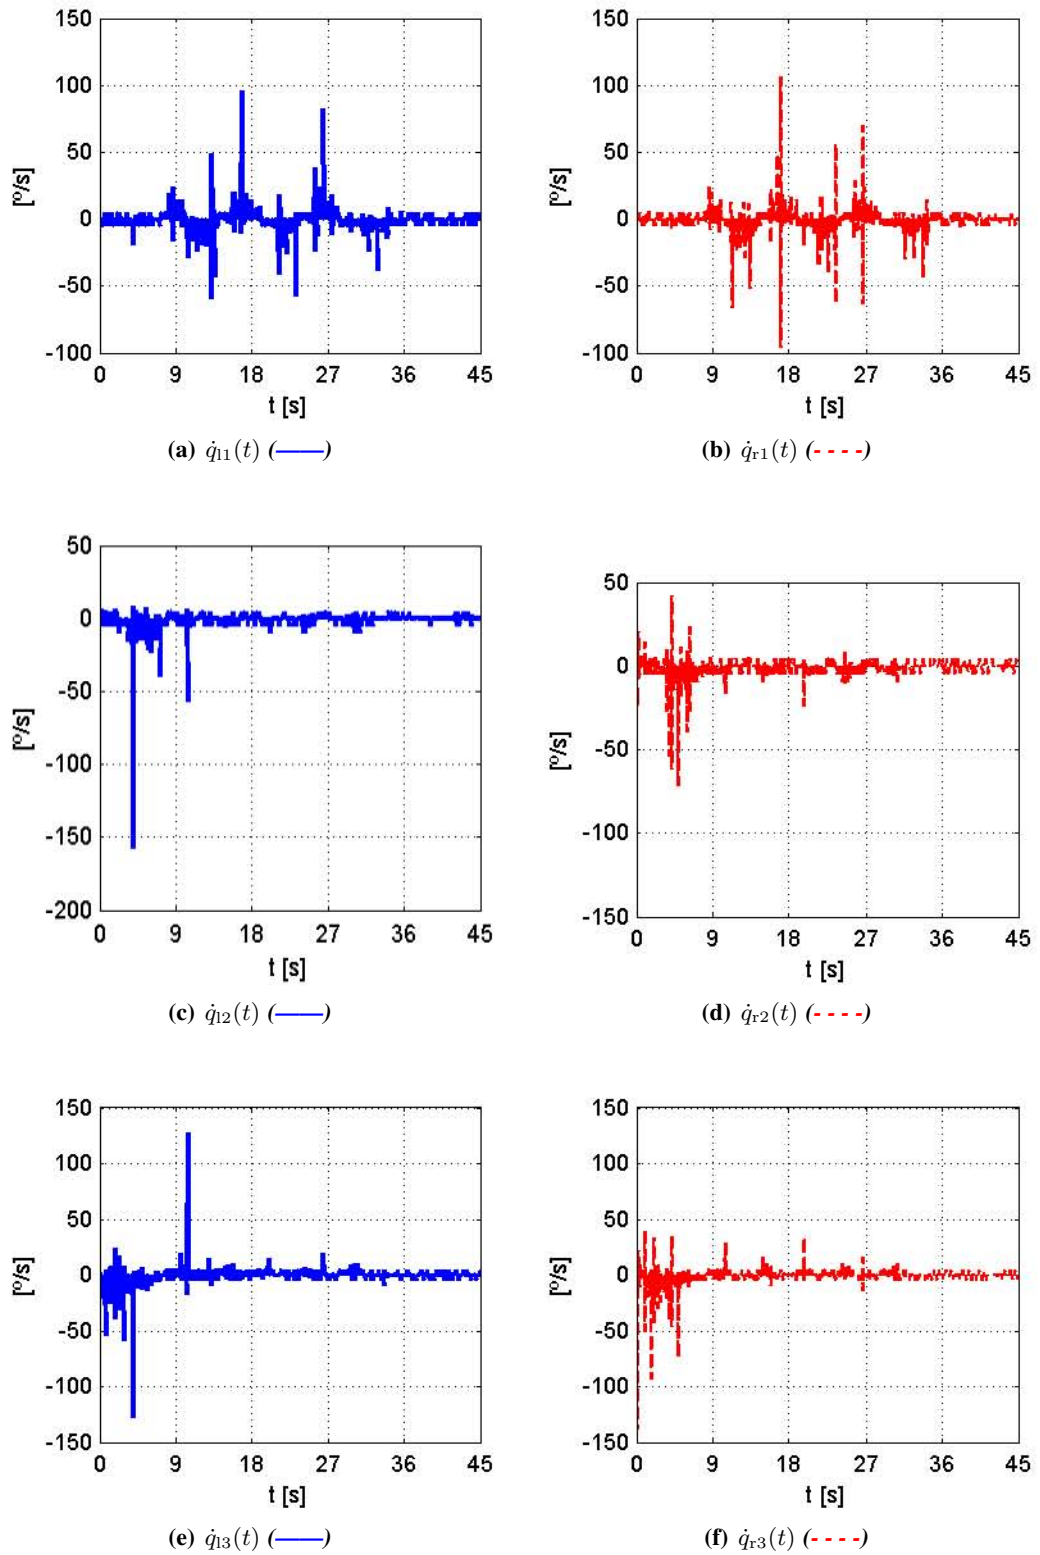 150
100
50
0
-50
-100
[º/s]
0 9 18 27 36 45
t [s]
(a) q̇l1(t) (——)
150
100
50
0
-50
-100
[º/s]
0 9 18 27 36 45
t [s]
(b) q̇r1(t) (- - - -)
50
0
-50
-100
-150
-200
[º/s]
0 9 18 27 36 45
t [s]
(c) q̇l2(t) (——)
50
0
-50
-100
-150
[º/s]
0 9 18 27 36 45
t [s]
(d) q̇r2(t) (- - - -)
150
100
50
0
-50
-100
-150
[º/s]
0 9 18 27 36 45
t [s]
(e) q̇l3(t) (——)
150
100
50
0
-50
-100
-150
[º/s]
0 9 18 27 36 45
t [s]
(f) q̇r3(t) (- - - -)